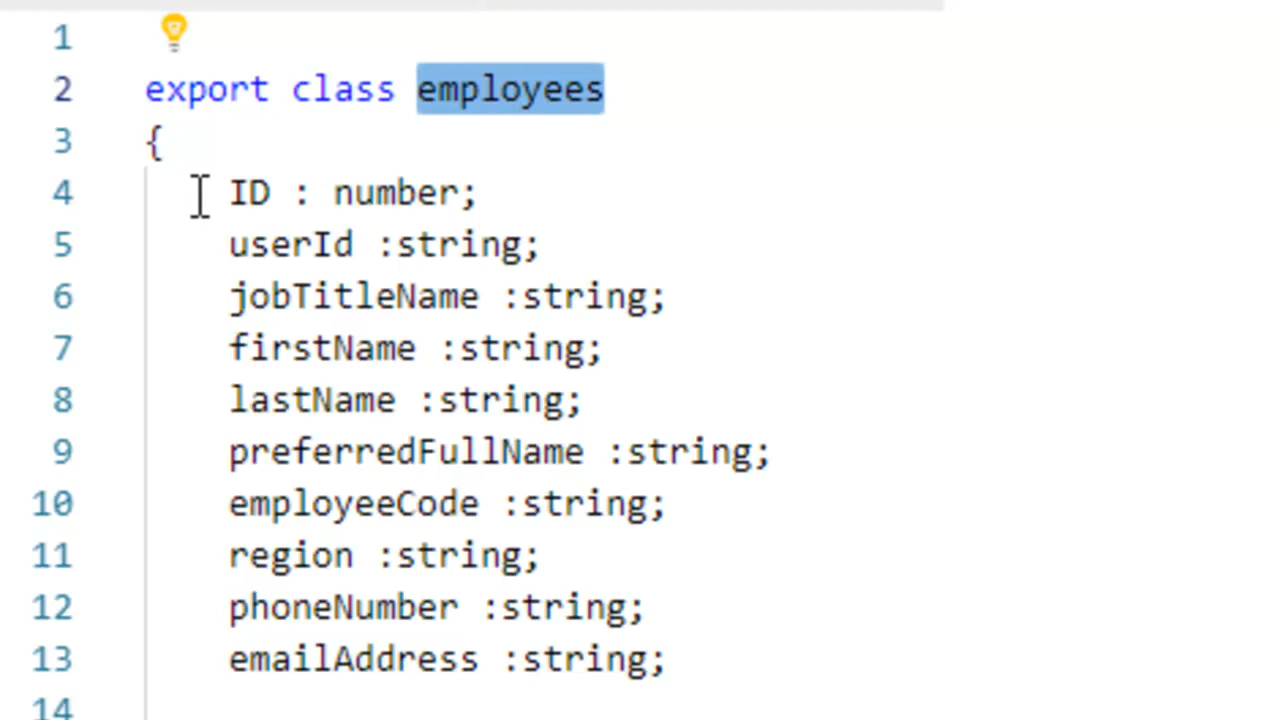 1
2 export class employees
3 {
4 ID : number;
5 userId :string;
6 jobTitleName :string;
7 firstName :string;
8 lastName :string;
9 preferredFullName :string;
10 employeeCode :string;
11 region :string;
12 phoneNumber :string;
13 emailAddress :string;
14